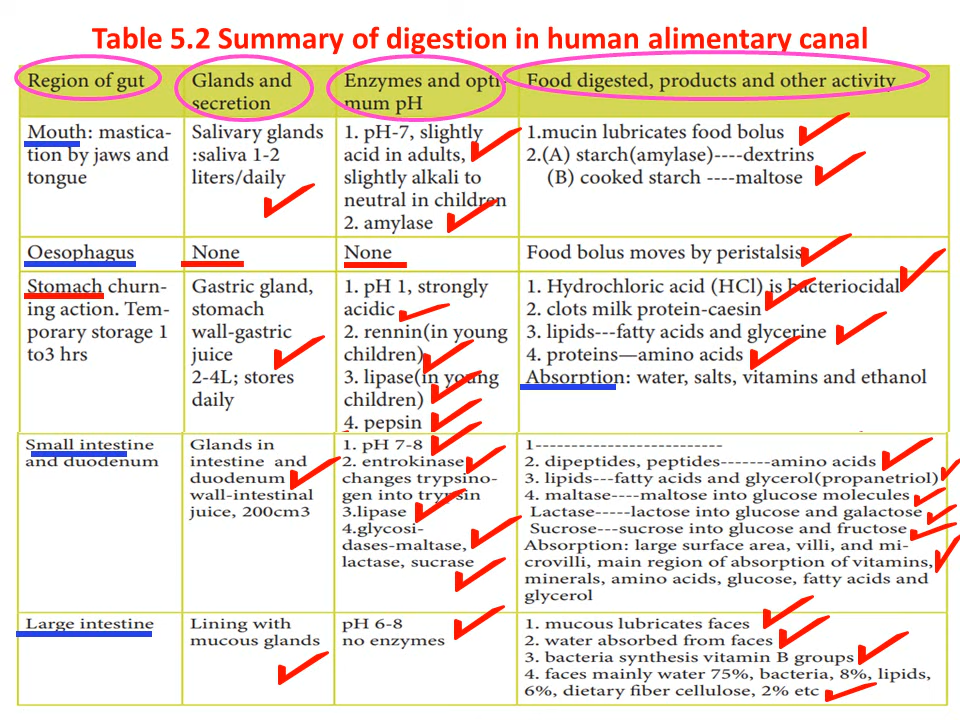 Table 5.2 Summary of digestion in human alimentary canal
Region of gut
Glands and
secretion
Enzymes and opti
mum pH
Food digested, products and other activity
Mouth: mastica-
tion by jaws and
tongue
Salivary glands
:saliva 1-2
liters/daily
1. pH-7, slightly
acid in adults,
slightly alkali to
neutral in children
2. amylase
1.mucin lubricates food bolus
2.(A) starch(amylase)----dextrins
(B) cooked starch ----maltose
Oesophagus
None
None
Food bolus moves by peristalsis
Stomach churn-
ing action. Tem-
porary storage 1
to3 hrs
Gastric gland,
stomach
wall-gastric
juice
2-4L; stores
daily
1. pH 1, strongly
acidic
2. rennin(in young
children)
3. lipase(in young
children)
4. pepsin
1. Hydrochloric acid (HCl) is bacteriocidal
2. clots milk protein-caesin
3. lipids---fatty acids and glycerine
4. proteins—amino acids
Absorption: water, salts, vitamins and ethanol
Small intestine
and duodenum
Glands in
intestine and
duodenum
wall-intestinal
juice, 200cm3
1. pH 7-8
2. entrokinase
changes trypsino-
gen into trypsin
3.lipase
4.glycosi-
dases-maltase,
lactase, sucrase
1-------------------------
2. dipeptides, peptides-------amino acids
3. lipids---fatty acids and glycerol(propanetriol)
4. maltase----maltose into glucose molecules
Lactase-----lactose into glucose and galactose
Sucrose---sucrose into glucose and fructose
Absorption: large surface area, villi, and mi-
crovilli, main region of absorption of vitamins,
minerals, amino acids, glucose, fatty acids and
glycerol
Large intestine
Lining with
mucous glands
pH 6-8
no enzymes
1. mucous lubricates faces
2. water absorbed from faces
3. bacteria synthesis vitamin B groups
4. faces mainly water 75%, bacteria, 8%, lipids,
6%, dietary fiber cellulose, 2% etc